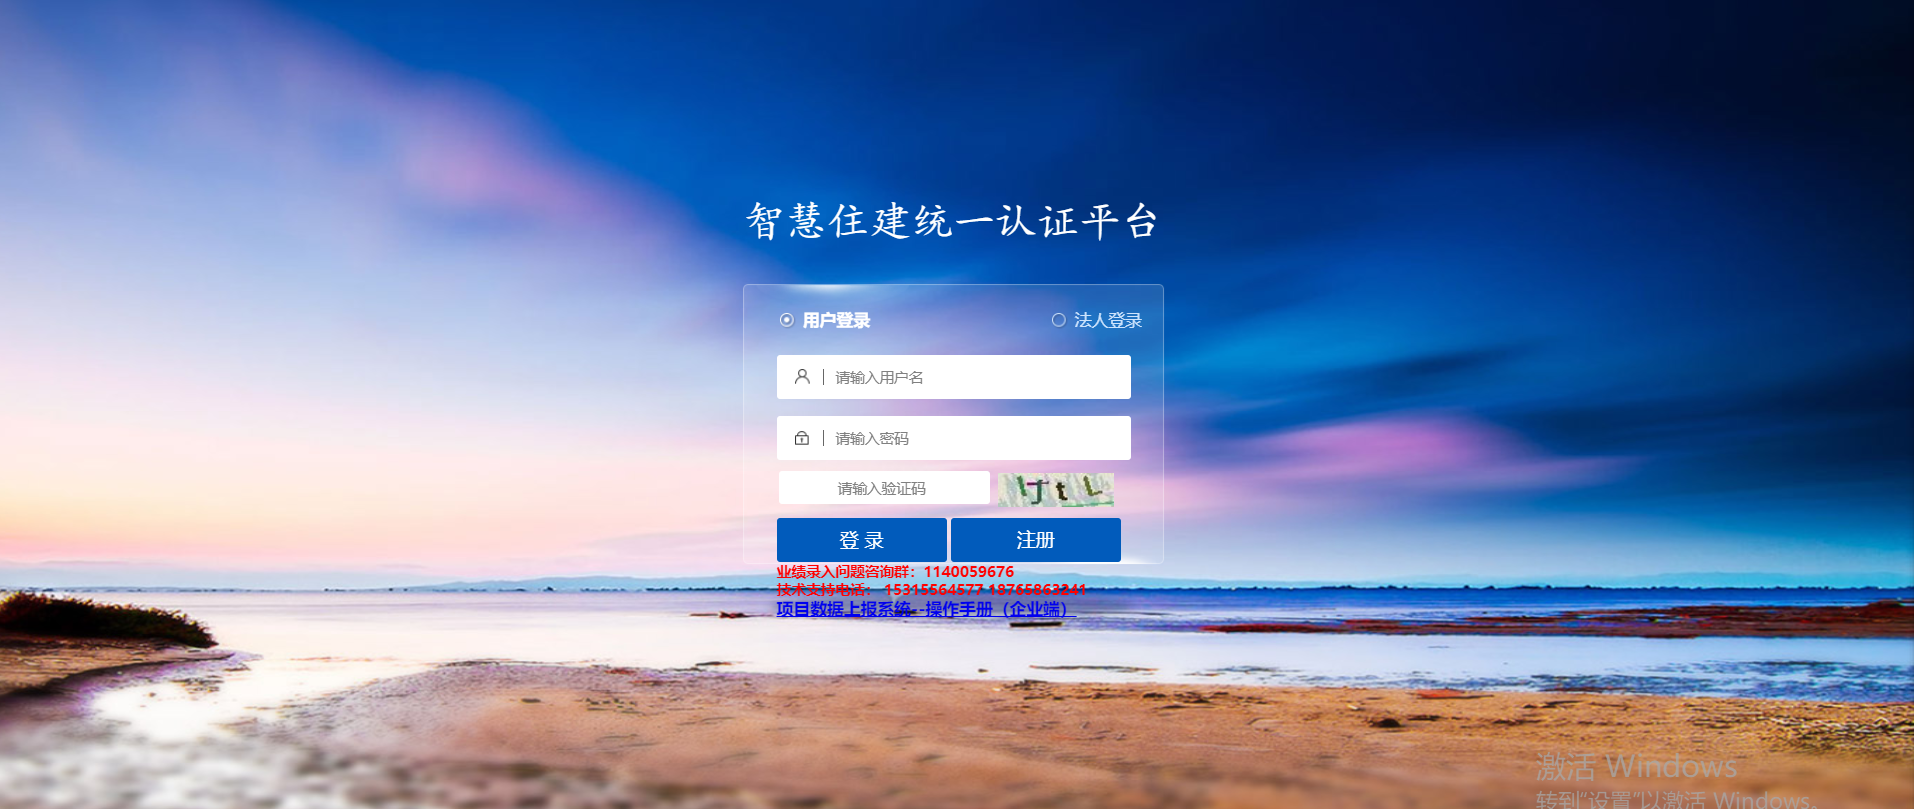 智慧住建统一认证平台
用户登录 法人登录
请输入用户名
请输入密码
请输入验证码
登 录 注册
业绩录入问题咨询群：1140059676
技术支持电话： 15315564577 18765863241
项目数据上报系统--操作手册（企业端）
激活 Windows
转到“设置”以激活 Windows。